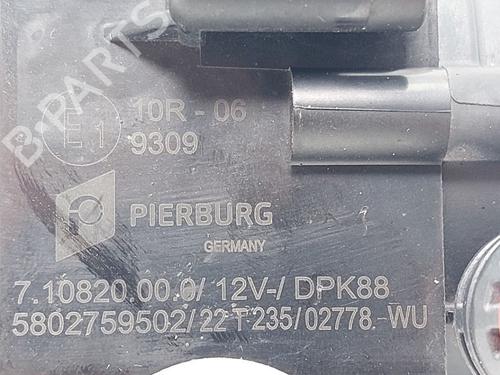 B-PARTS
E1
10R - 06
9309
PIERBURG
GERMANY
7.10820.00.0/ 12V-/ DPK88
5802759502/22 T 235/02778 -WU